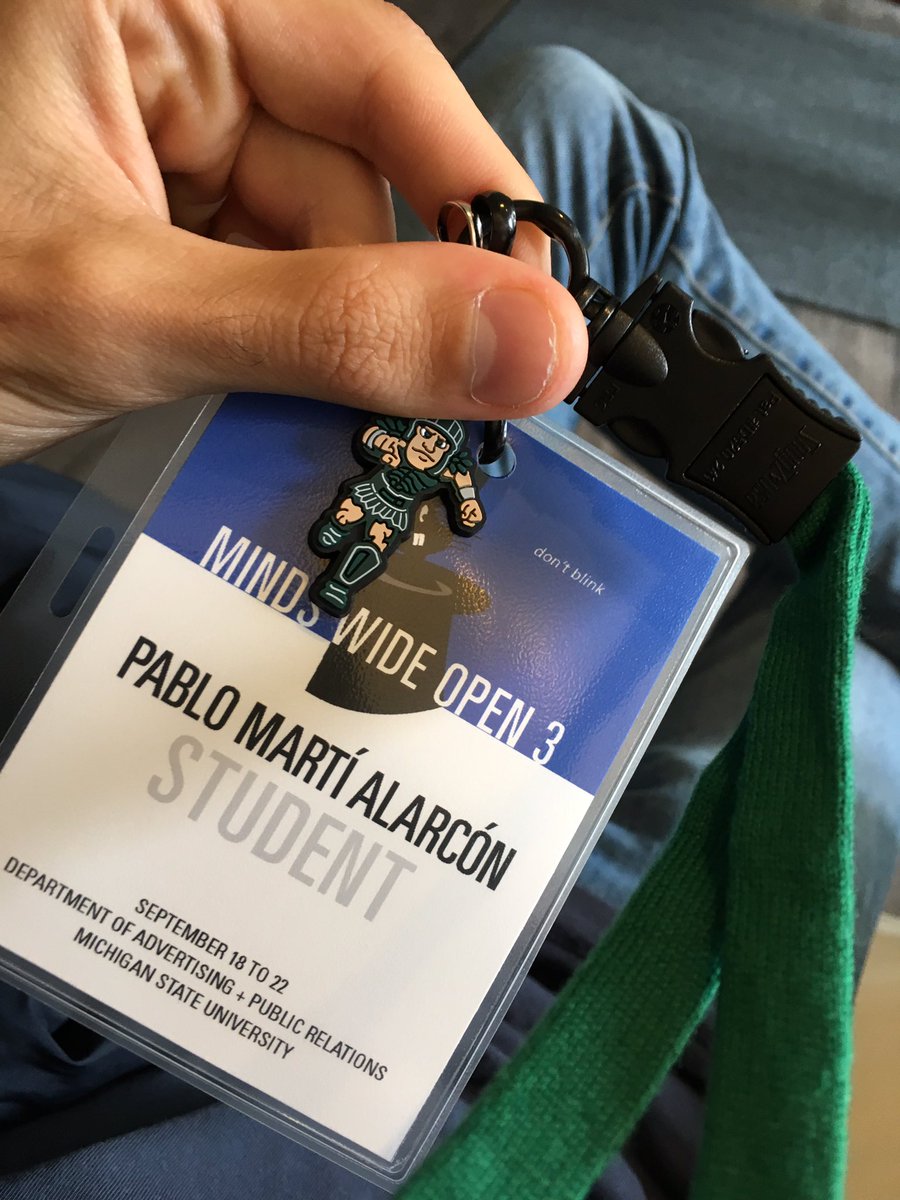 don't blink
MINDS WIDE OPEN 3
PABLO MARTÍ ALARCÓN
STUDENT
SEPTEMBER 18 TO 22
DEPARTMENT OF ADVERTISING + PUBLIC RELATIONS
MICHIGAN STATE UNIVERSITY